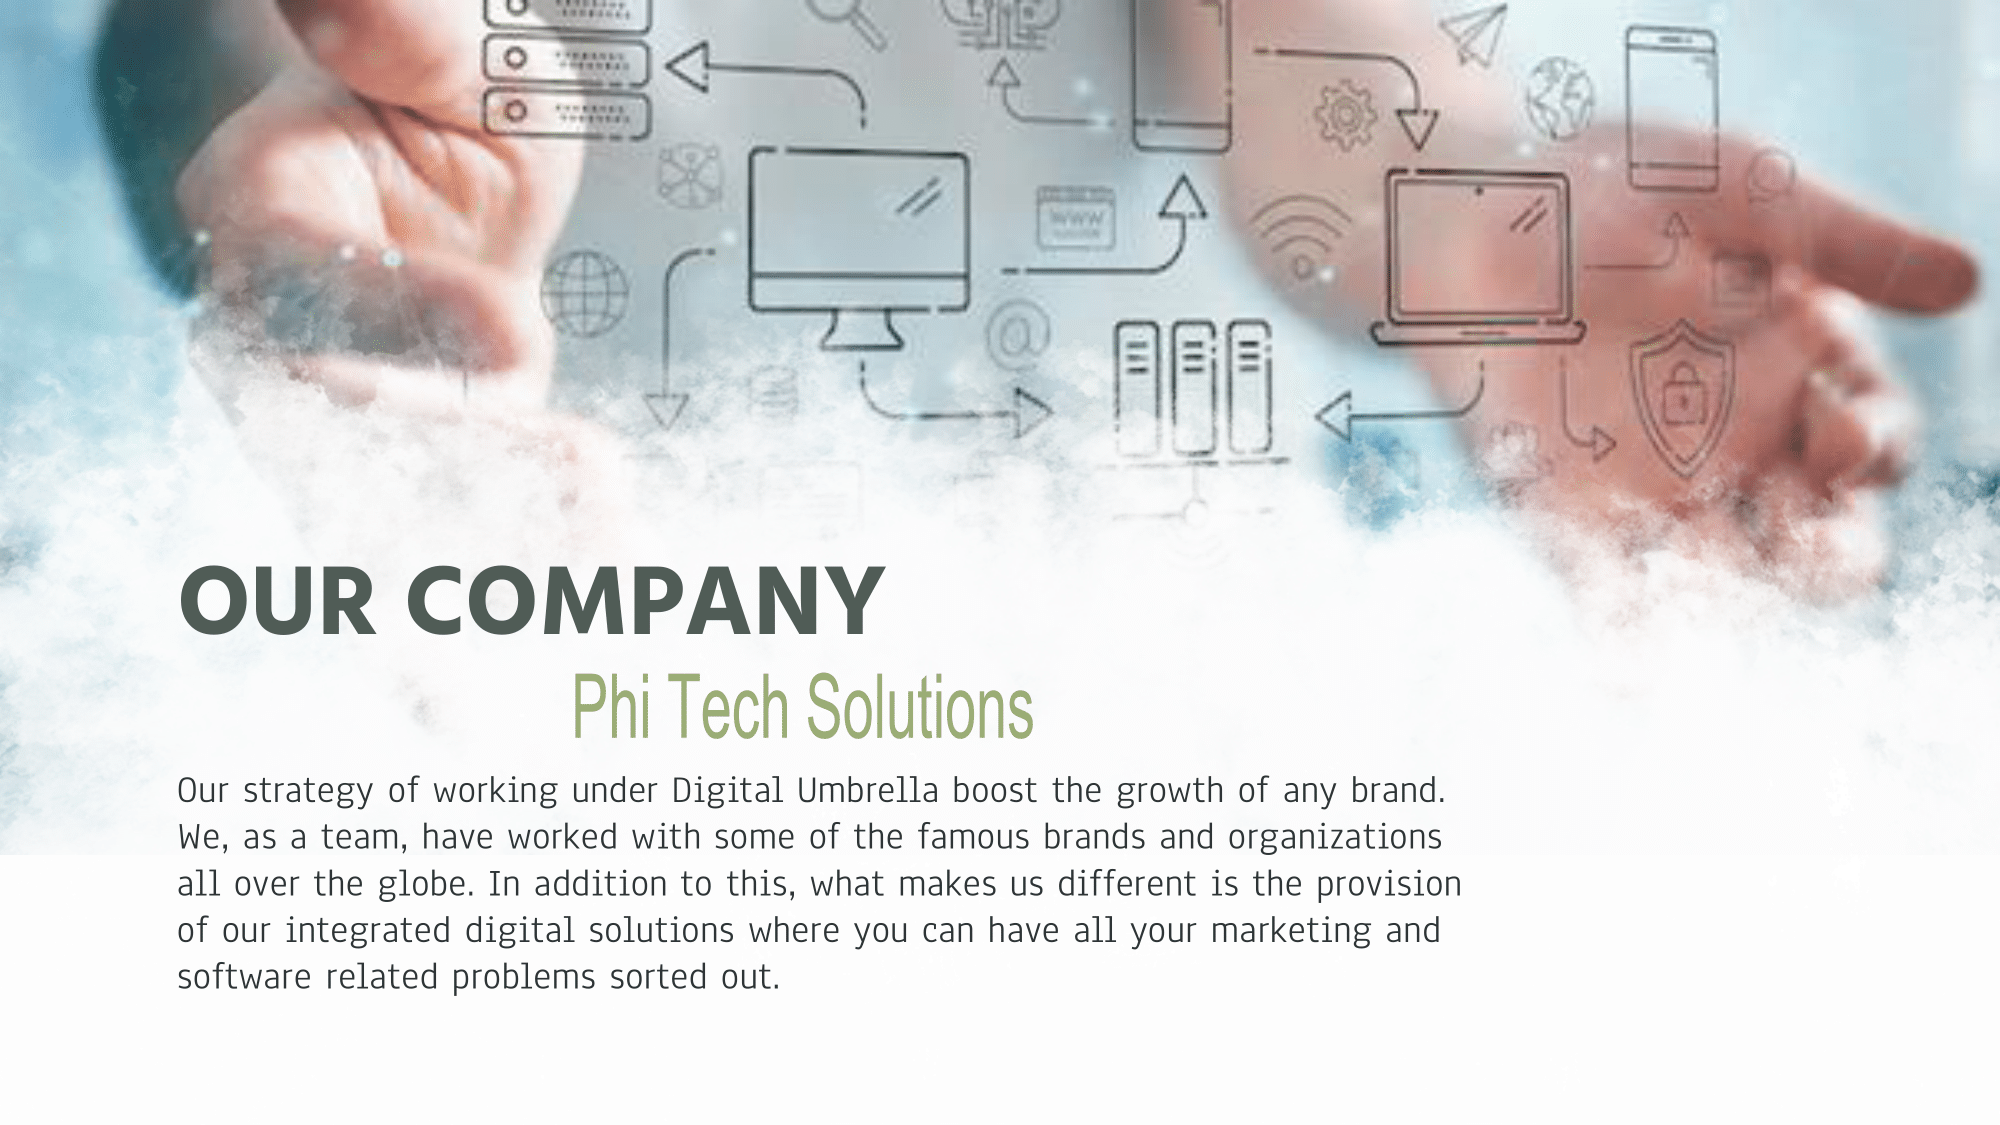 WWW
OUR COMPANY
Phi Tech Solutions
Our strategy of working under Digital Umbrella boost the growth of any brand.
We, as a team, have worked with some of the famous brands and organizations
all over the globe. In addition to this, what makes us different is the provision
of our integrated digital solutions where you can have all your marketing and
software related problems sorted out.